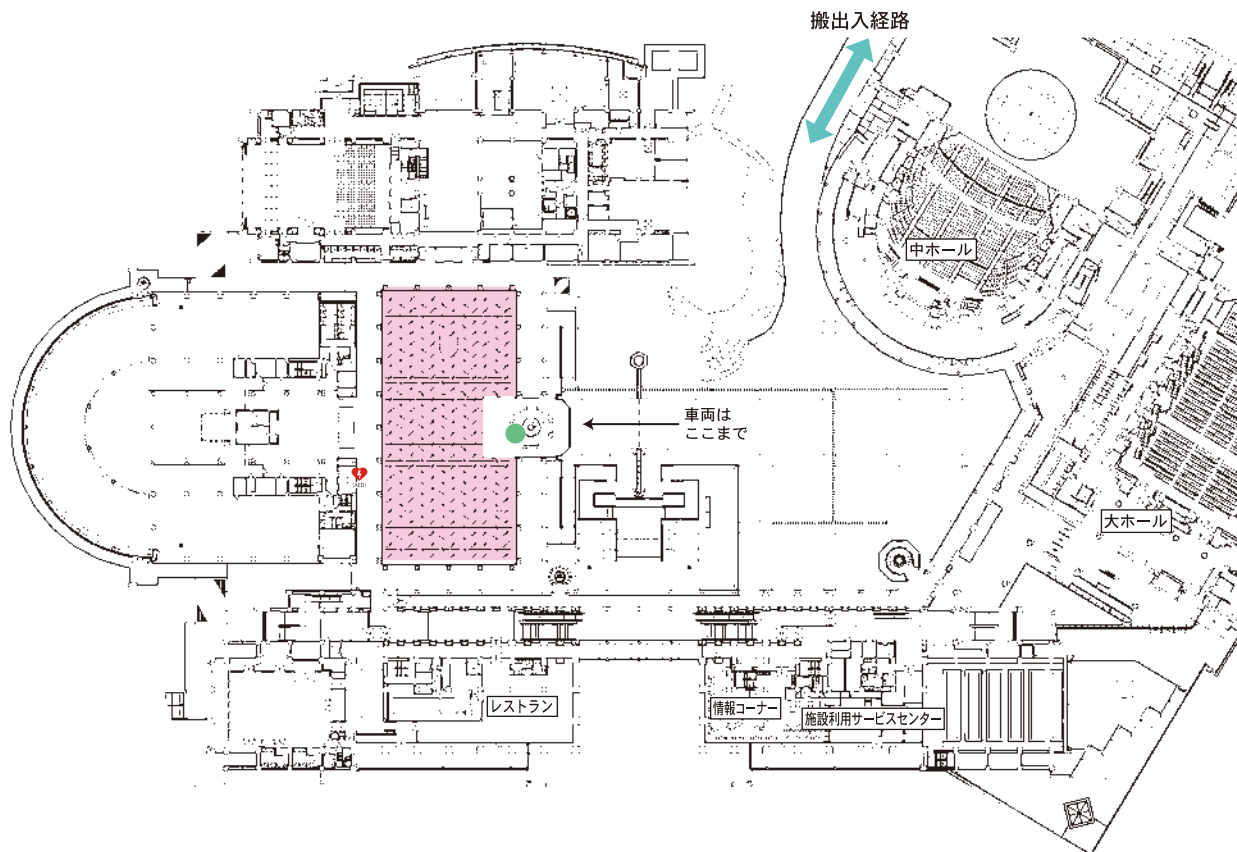 搬出入経路
中ホール
車両は
ここまで
(AED)
大ホール
レストラン
情報コーナー
施設利用サービスセンター